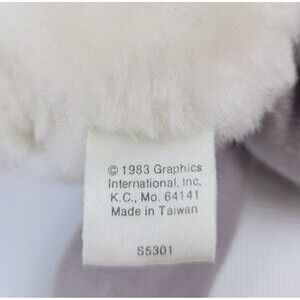 © 1983 Graphics
International, Inc.
K.C., Mo. 64141
Made in Taiwan
S5301